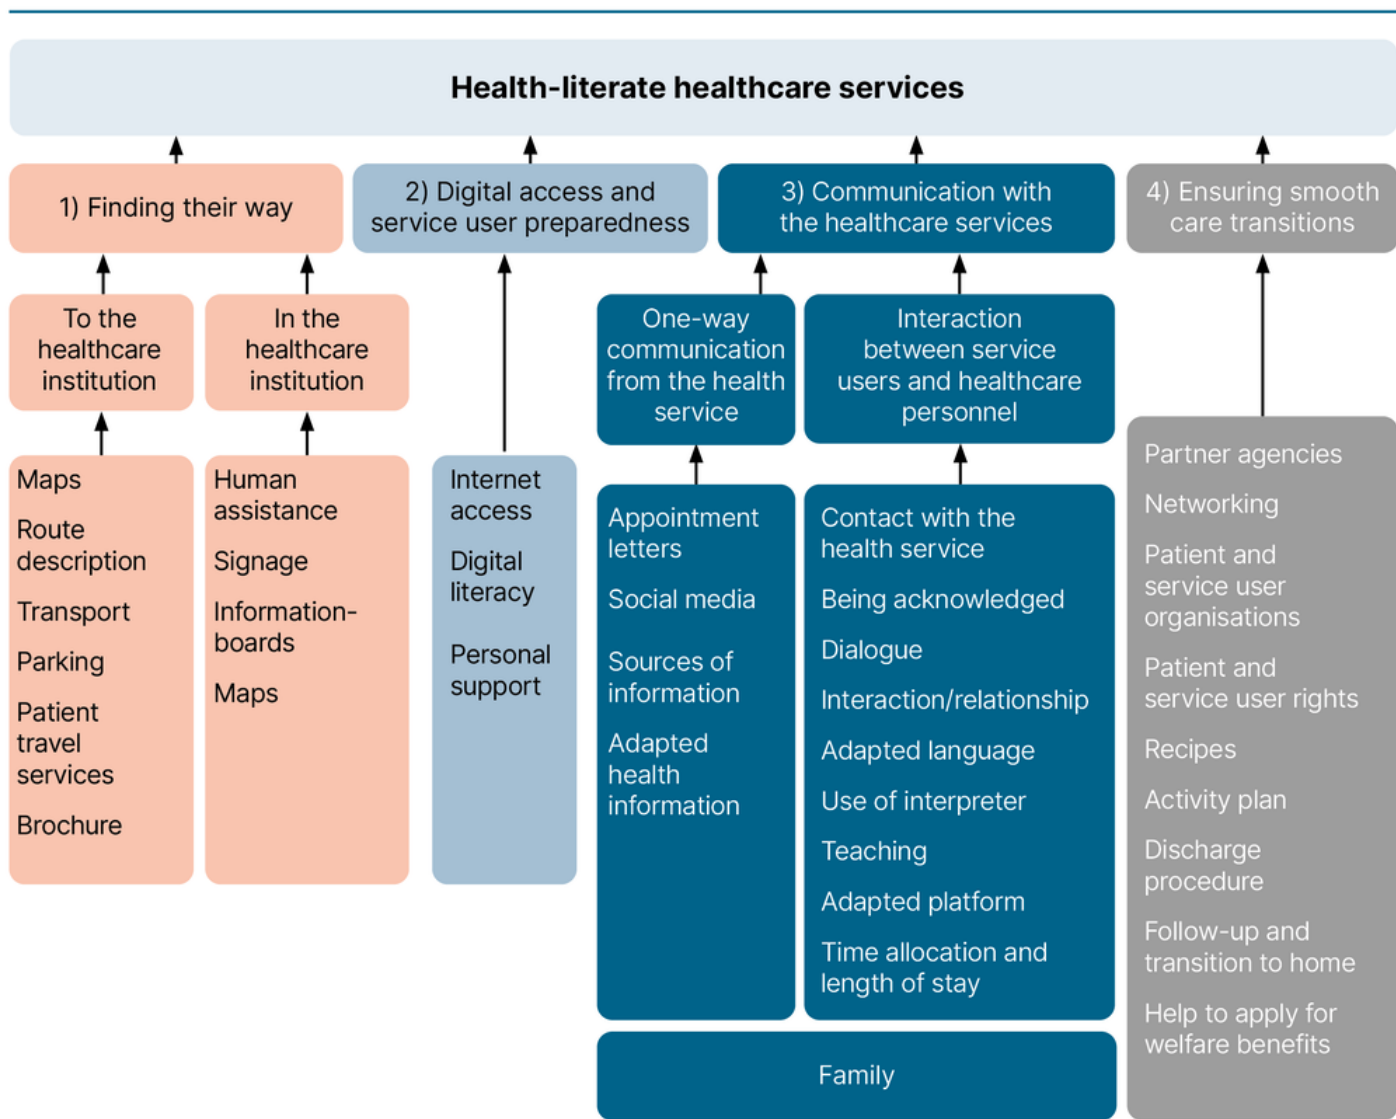 Health-literate healthcare services
1) Finding their way
2) Digital access and
service user preparedness
3) Communication with
the healthcare services
4) Ensuring smooth
care transitions
To the
healthcare
institution
In the
healthcare
institution
One-way
communication
from the health
service
Interaction
between service
users and healthcare
personnel
Maps
Route
description
Transport
Parking
Patient
travel
services
Brochure
Human
assistance
Signage
Information-
boards
Maps
Internet
access
Digital
literacy
Personal
support
Appointment
letters
Social media
Sources of
information
Adapted
health
information
Contact with the
health service
Being acknowledged
Dialogue
Interaction/relationship
Adapted language
Use of interpreter
Teaching
Adapted platform
Time allocation and
length of stay
Family
Partner agencies
Networking
Patient and
service user
organisations
Patient and
service user rights
Recipes
Activity plan
Discharge
procedure
Follow-up and
transition to home
Help to apply for
welfare benefits